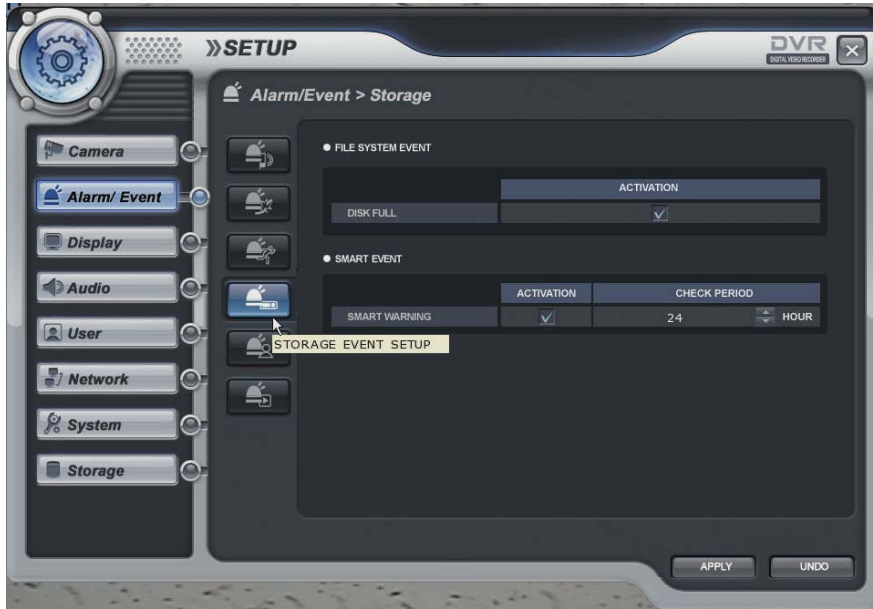 »SETUP
DVR
DIGITAL VIDEO RECORDER
Alarm/Event > Storage
Camera
Alarm/ Event
Display
Audio
User
Network
System
Storage
FILE SYSTEM EVENT
ACTIVATION
DISK FULL
SMART EVENT
ACTIVATION CHECK PERIOD
SMART WARNING 24 HOUR
STORAGE EVENT SETUP
APPLY UNDO